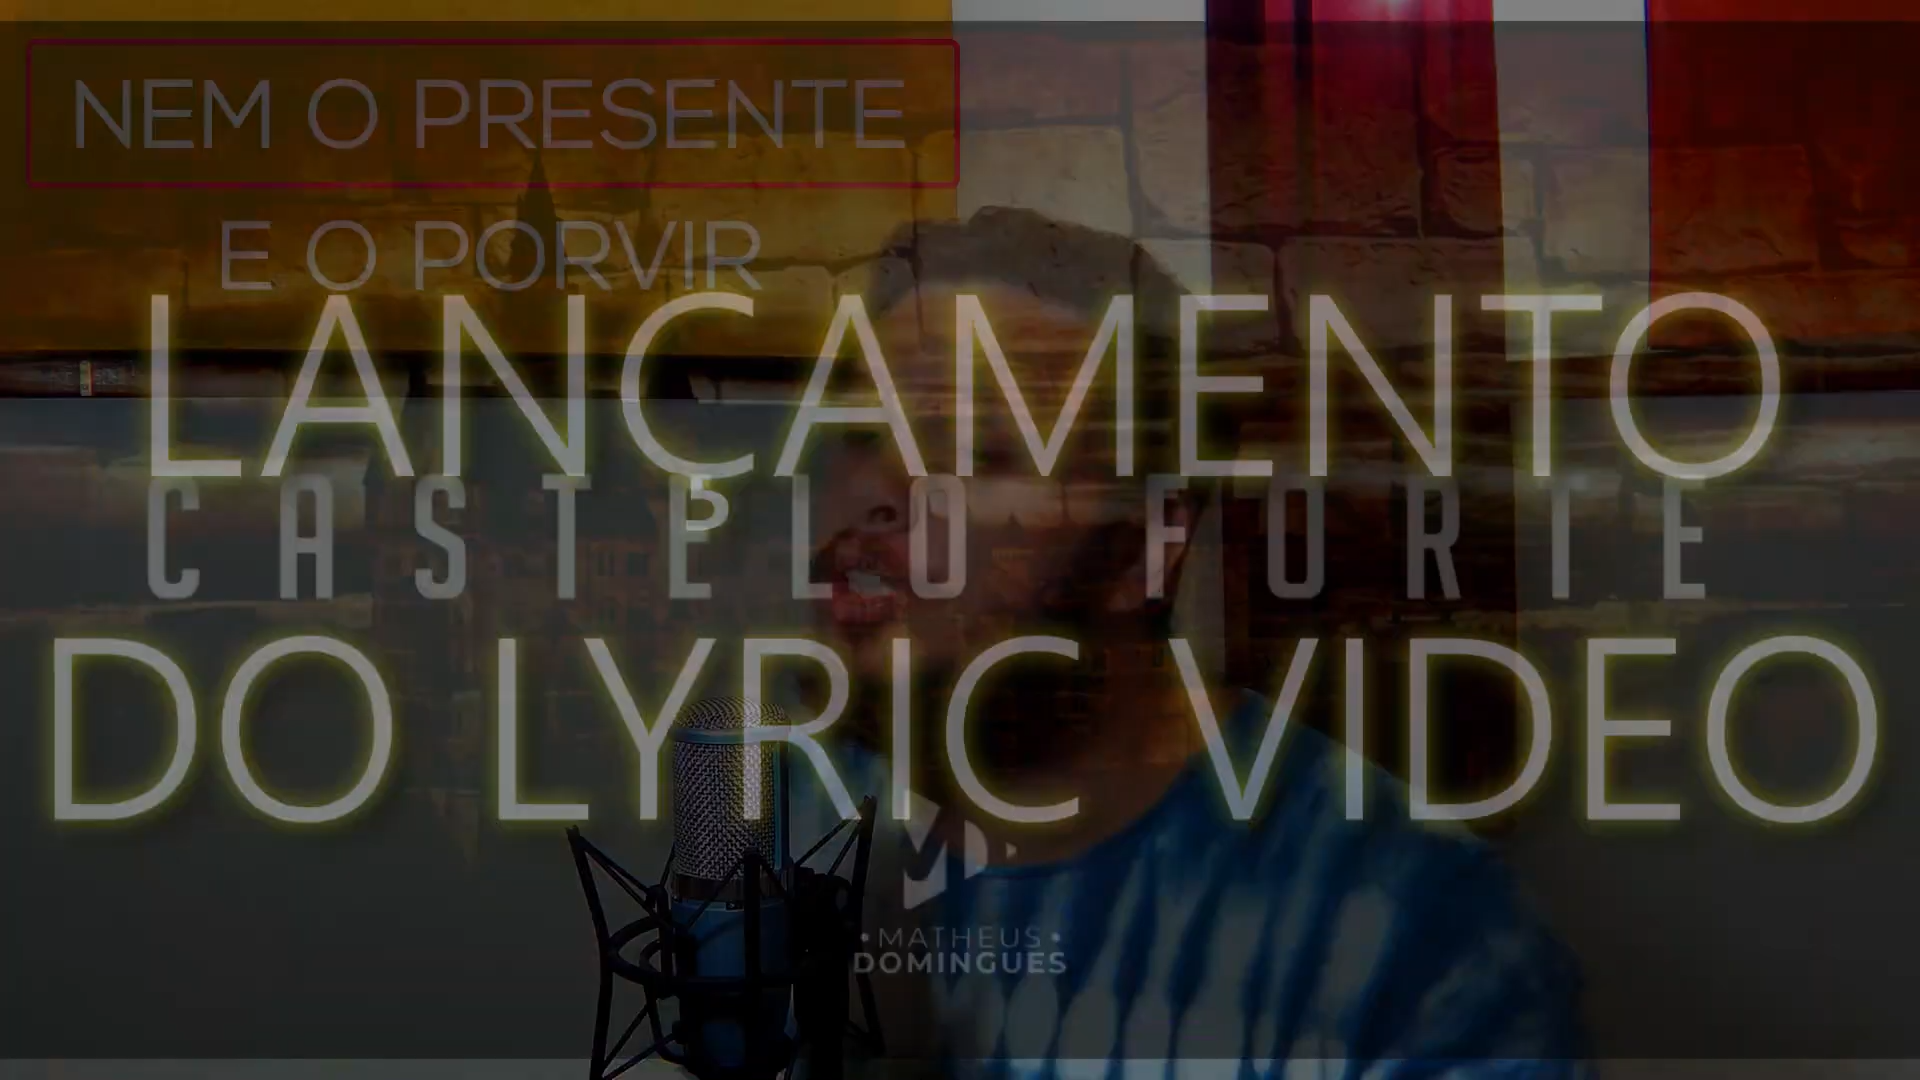 NEM O PRESENTE
E O PORVIR
LANÇAMENTO
CASTELO FORTE
DO LYRIC VIDEO
•MATHEUS•
DOMINGUES